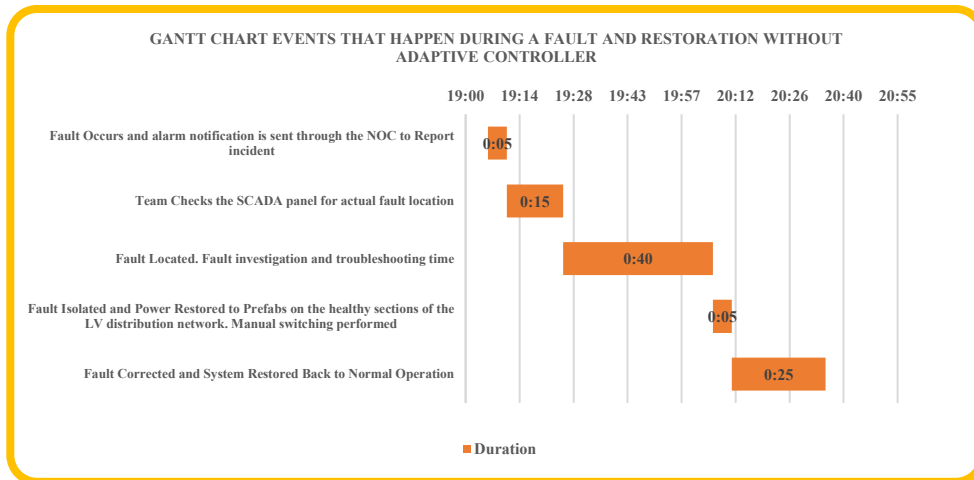 GANTT CHART EVENTS THAT HAPPEN DURING A FAULT AND RESTORATION WITHOUT
ADAPTIVE CONTROLLER
19:00 19:14 19:28 19:43 19:57 20:12 20:26 20:40 20:55
Fault Occurs and alarm notification is sent through the NOC to Report
incident
0:05
Team Checks the SCADA panel for actual fault location
0:15
Fault Located. Fault investigation and troubleshooting time
0:40
Fault Isolated and Power Restored to Prefabs on the healthy sections of the
LV distribution network. Manual switching performed
0:05
Fault Corrected and System Restored Back to Normal Operation
0:25
Duration